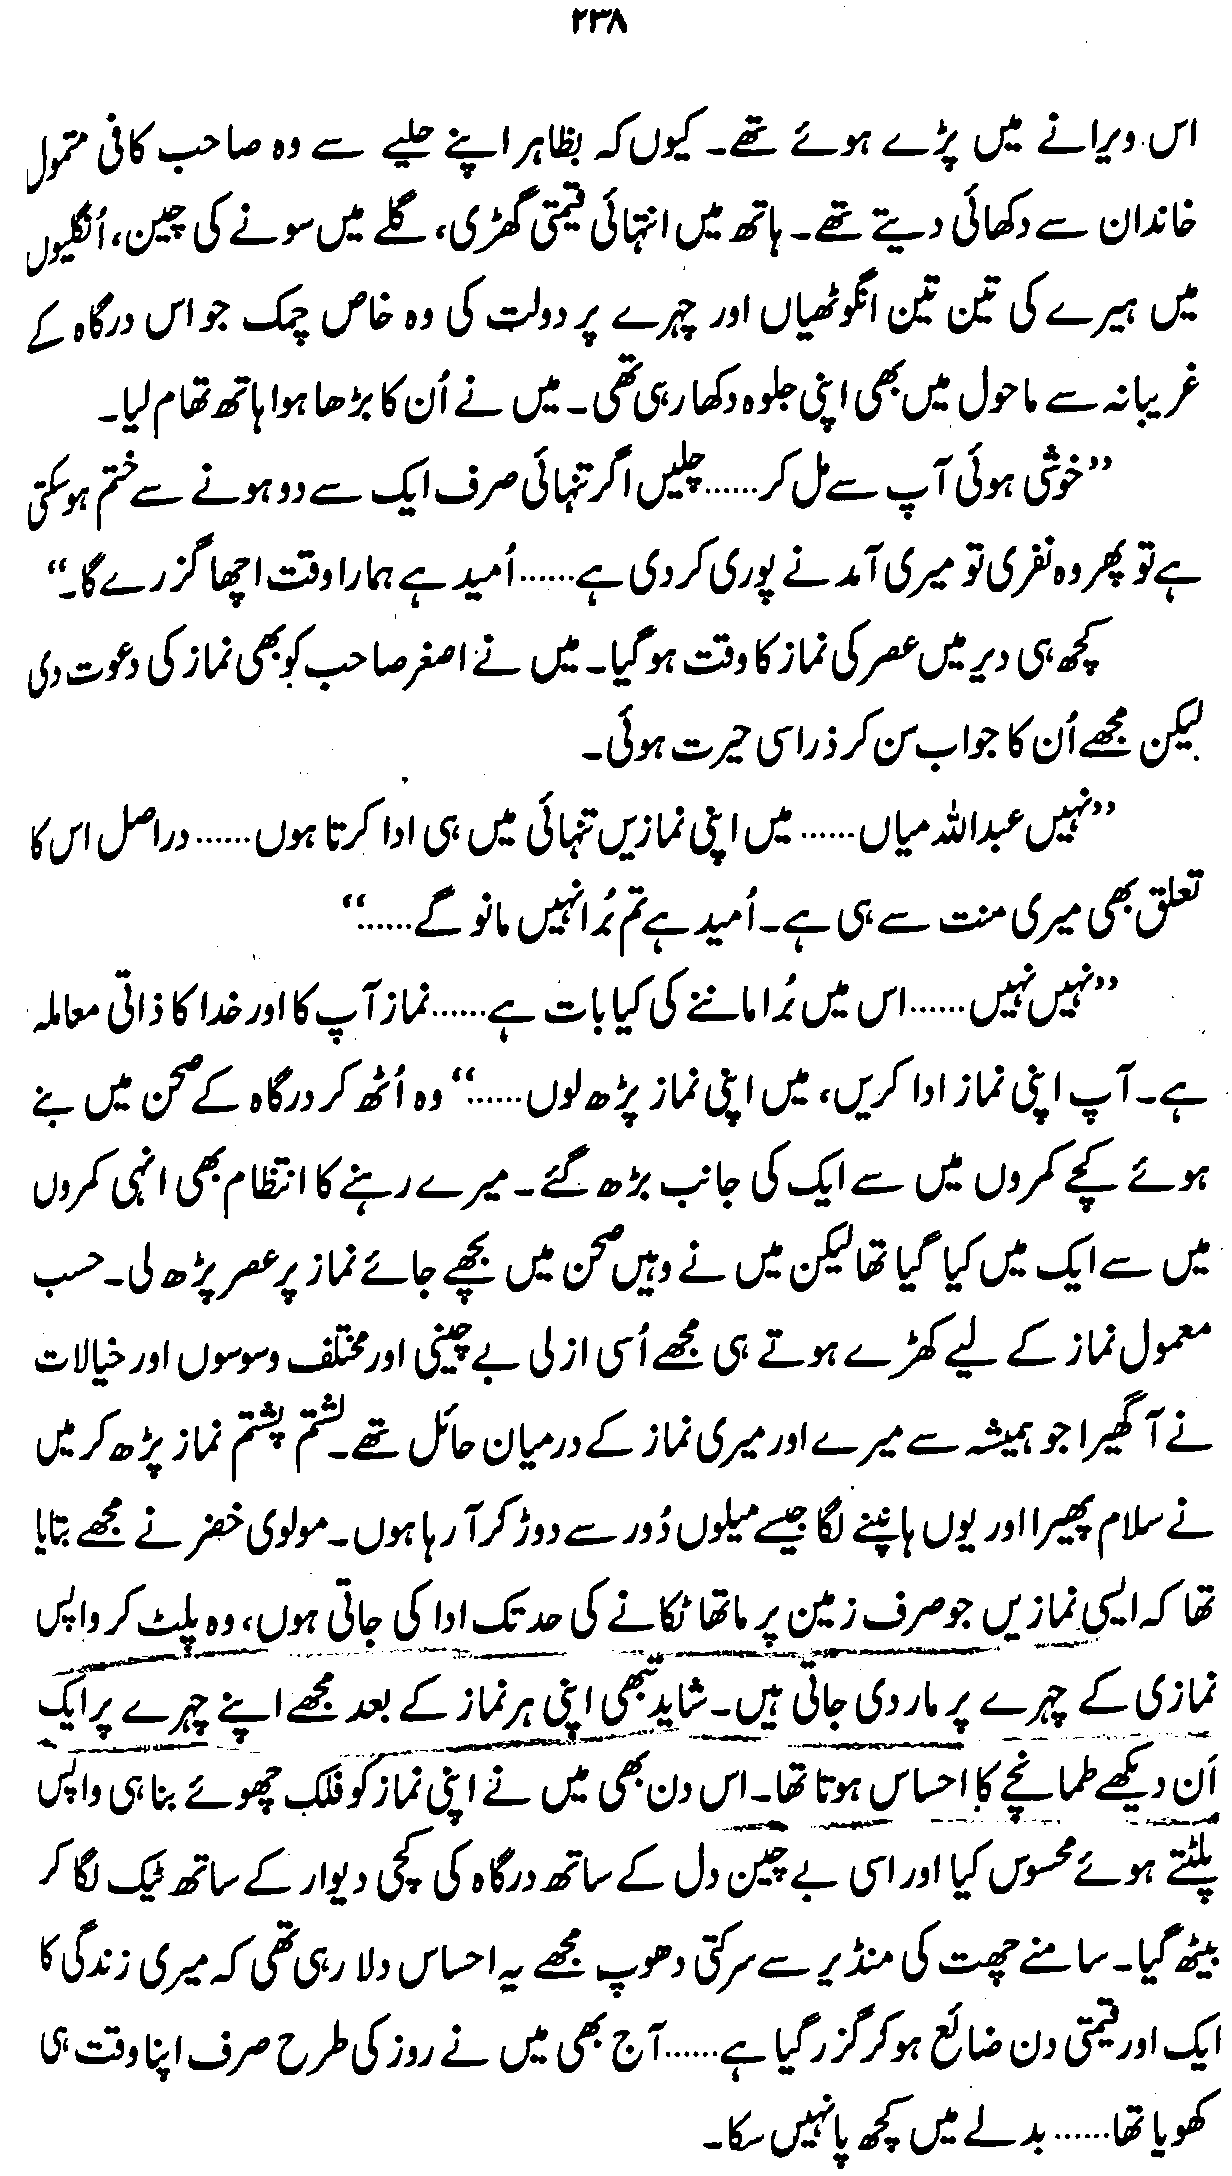 ۲۳۸
اس ویرانے میں پڑے ہوئے تھے۔ کیوں کہ بظاہر اپنے حلیے سے وہ صاحب کافی متمول
خاندان سے دکھائی دیتے تھے۔ ہاتھ میں انتہائی قیمتی گھڑی، گلے میں سونے کی چین، اُنگلیوں
میں ہیرے کی تین تین انگوٹھیاں اور چہرے پر دولت کی وہ خاص چمک جو اس درگاہ کے
غریبانہ سے ماحول میں بھی اپنی جلوہ دکھا رہی تھی۔ میں نے اُن کا بڑھا ہوا ہاتھ تھام لیا۔
”خوشی ہوئی آپ سے مل کر......چلیں اگر تنہائی صرف ایک سے دو ہونے سے ختم ہو سکتی
ہے تو پھر وہ نفری تو میری آمد نے پوری کر دی ہے......اُمید ہے ہمارا وقت اچھا گزرے گا۔“
کچھ ہی دیر میں عصر کی نماز کا وقت ہو گیا۔ میں نے اصغر صاحب کو بھی نماز کی دعوت دی
لیکن مجھے اُن کا جواب سن کر ذرا سی حیرت ہوئی۔
”نہیں عبداللہ میاں...... میں اپنی نمازیں تنہائی میں ہی ادا کرتا ہوں......دراصل اس کا
تعلق بھی میری منت سے ہی ہے۔ اُمید ہے تم بُرا نہیں مانو گے......“
”نہیں نہیں......اس میں بُرا ماننے کی کیا بات ہے......نماز آپ کا اور خدا کا ذاتی معاملہ
ہے۔ آپ اپنی نماز ادا کریں، میں اپنی نماز پڑھ لوں......“ وہ اُٹھ کر درگاہ کے صحن میں بنے
ہوئے کچے کمروں میں سے ایک کی جانب بڑھ گئے۔ میرے رہنے کا انتظام بھی انہی کمروں
میں سے ایک میں کیا گیا تھا لیکن میں نے وہیں صحن میں بچھے جائے نماز پر عصر پڑھ لی۔ حسب
معمول نماز کے لیے کھڑے ہوتے ہی مجھے اُسی ازلی بے چینی اور مختلف وسوسوں اور خیالات
نے آ گھیرا جو ہمیشہ سے میرے اور میری نماز کے درمیان حائل تھے۔ لشتم پشتم نماز پڑھ کر میں
نے سلام پھیرا اور یوں ہانپنے لگا جیسے میلوں دُور سے دوڑ کر آ رہا ہوں۔ مولوی خضر نے مجھے بتایا
تھا کہ ایسی نمازیں جو صرف زمین پر ماتھا ٹکانے کی حد تک ادا کی جاتی ہوں، وہ پلٹ کر واپس
نمازی کے چہرے پر مار دی جاتی ہیں۔ شاید تبھی اپنی ہر نماز کے بعد مجھے اپنے چہرے پر ایک
اَن دیکھے طمانچے کا احساس ہوتا تھا۔ اس دن بھی میں نے اپنی نماز کو فلک چھوئے بنا ہی واپس
پلٹتے ہوئے محسوس کیا اور اسی بے چین دل کے ساتھ درگاہ کی کچی دیوار کے ساتھ ٹیک لگا کر
بیٹھ گیا۔ سامنے چھت کی منڈیر سے سرکتی دھوپ مجھے یہ احساس دلا رہی تھی کہ میری زندگی کا
ایک اور قیمتی دن ضائع ہو کر گزر گیا ہے......آج بھی میں نے روز کی طرح صرف اپنا وقت ہی
کھویا تھا...... بدلے میں کچھ پا نہیں سکا۔